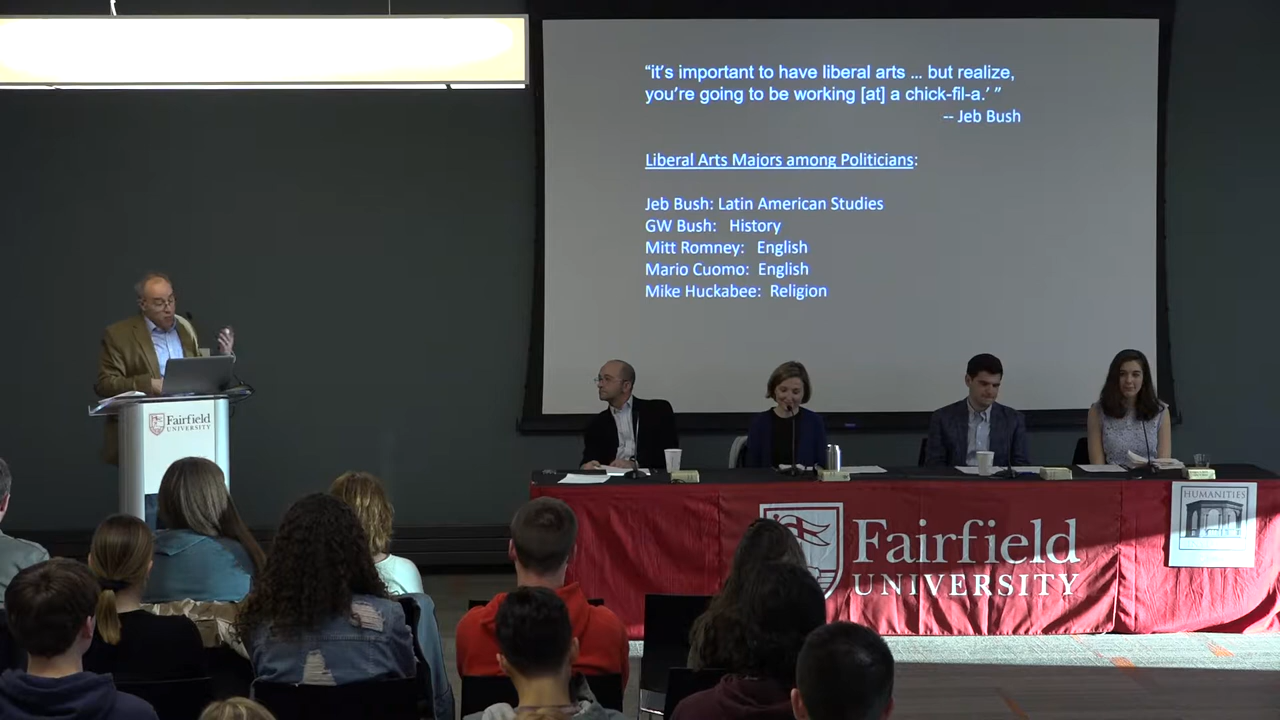 “it’s important to have liberal arts ... but realize,
you’re going to be working [at] a chick-fil-a.’ ”
-- Jeb Bush
Liberal Arts Majors among Politicians:
Jeb Bush: Latin American Studies
GW Bush: History
Mitt Romney: English
Mario Cuomo: English
Mike Huckabee: Religion
Fairfield
UNIVERSITY
Fairfield
UNIVERSITY
HUMANITIES